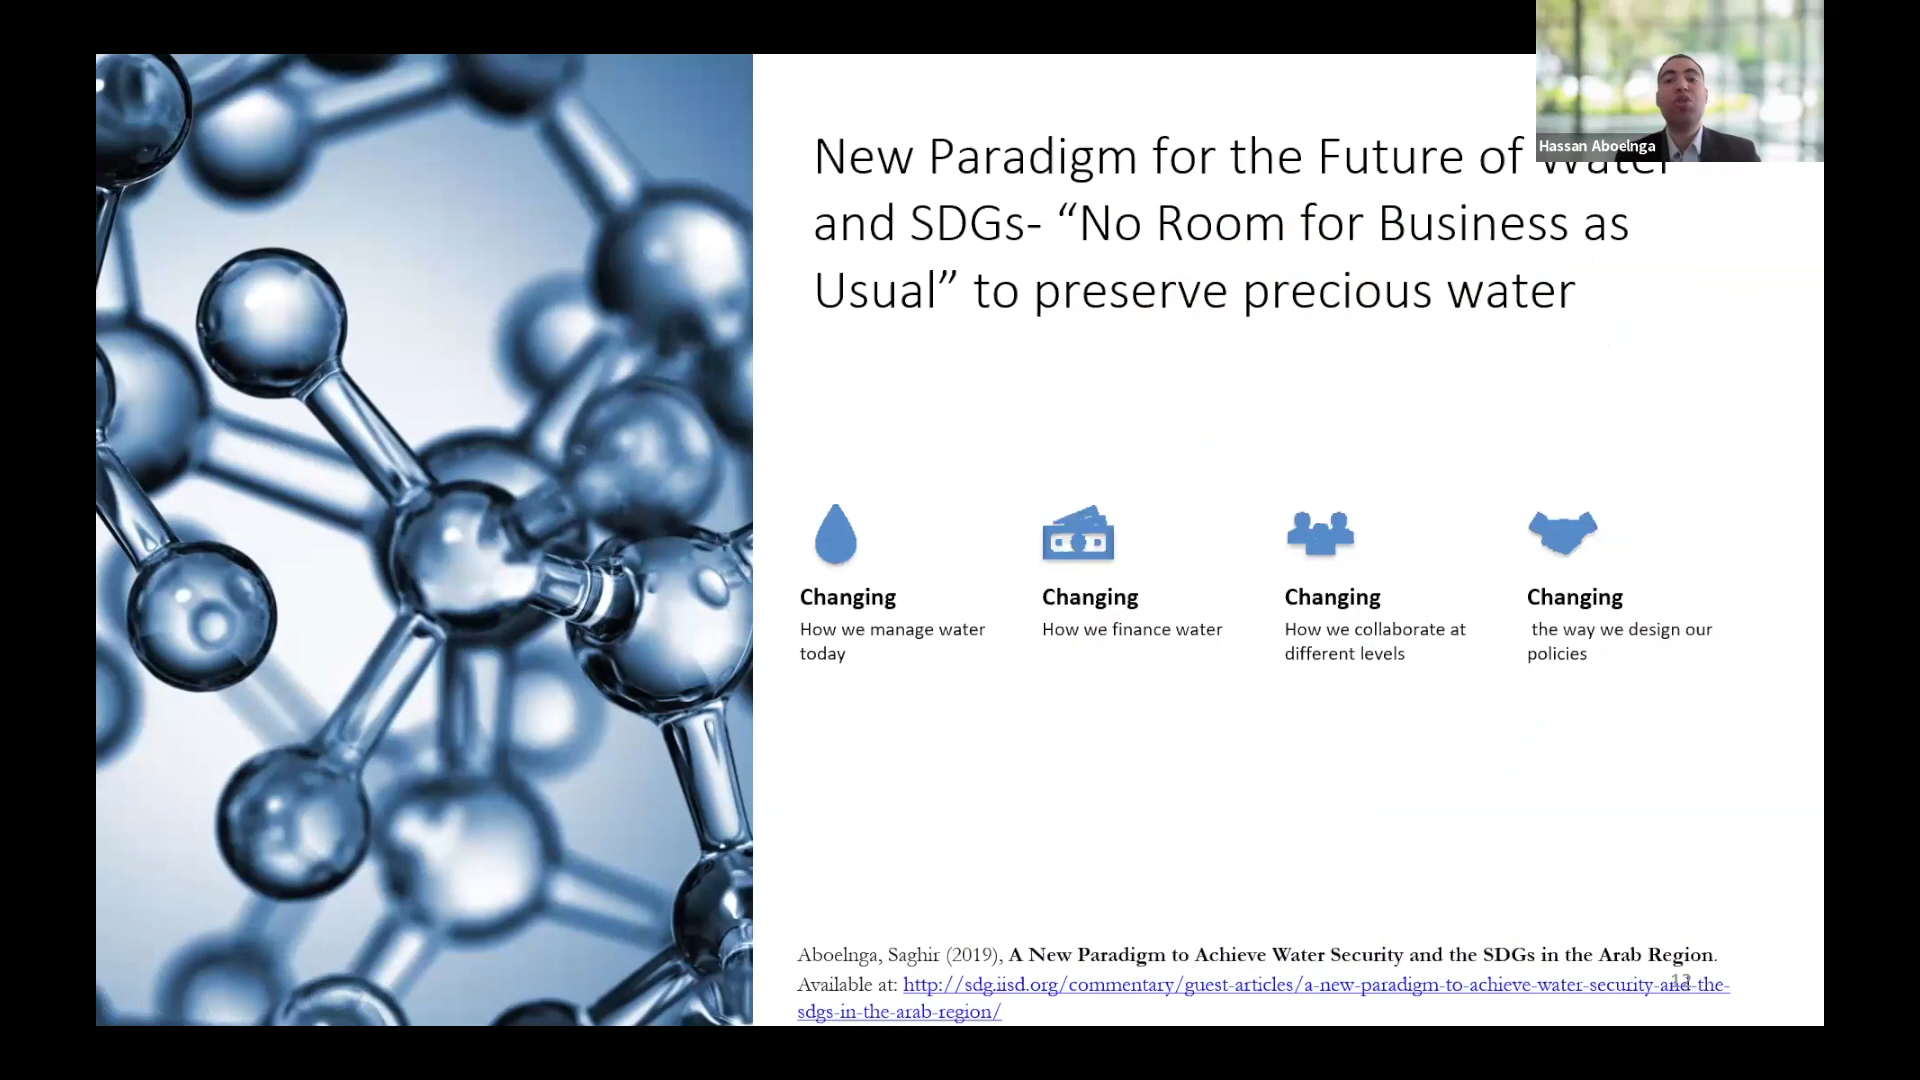 Hassan Aboelnga
New Paradigm for the Future of Water
and SDGs- “No Room for Business as
Usual” to preserve precious water
Changing
How we manage water
today
Changing
How we finance water
Changing
How we collaborate at
different levels
Changing
the way we design our
policies
Aboelnga, Saghir (2019), A New Paradigm to Achieve Water Security and the SDGs in the Arab Region.
Available at: http://sdg.iisd.org/commentary/guest-articles/a-new-paradigm-to-achieve-water-security-and-the-
sdgs-in-the-arab-region/
12